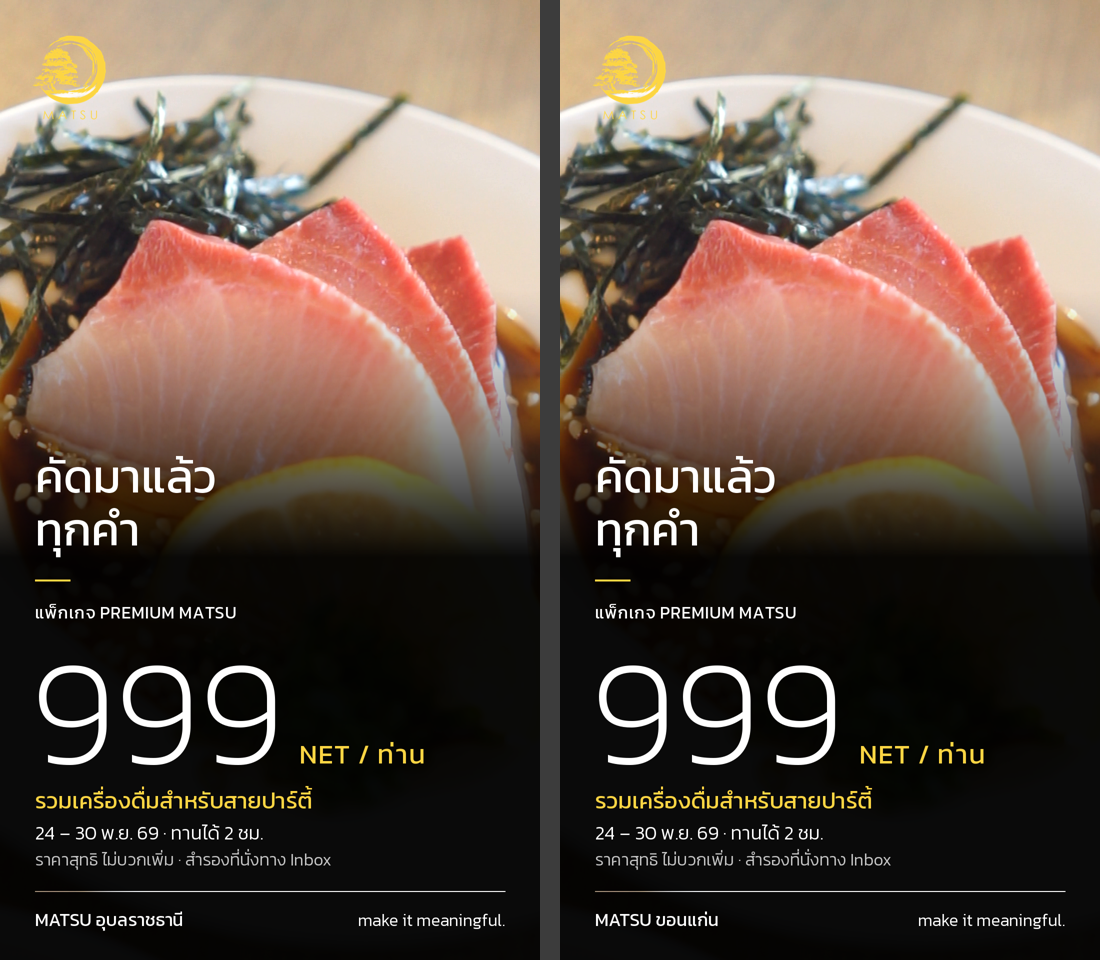 MATSU
คัดมาแล้ว
ทุกคำ
แพ็กเกจ PREMIUM MATSU
999 NET / ท่าน
รวมเครื่องดื่มสำหรับสายปาร์ตี้
24 – 30 พ.ย. 69 · ทานได้ 2 ชม.
ราคาสุทธิ ไม่บวกเพิ่ม · สำรองที่นั่งทาง Inbox
MATSU อุบลราชธานี make it meaningful.
MATSU
คัดมาแล้ว
ทุกคำ
แพ็กเกจ PREMIUM MATSU
999 NET / ท่าน
รวมเครื่องดื่มสำหรับสายปาร์ตี้
24 – 30 พ.ย. 69 · ทานได้ 2 ชม.
ราคาสุทธิ ไม่บวกเพิ่ม · สำรองที่นั่งทาง Inbox
MATSU ขอนแก่น make it meaningful.